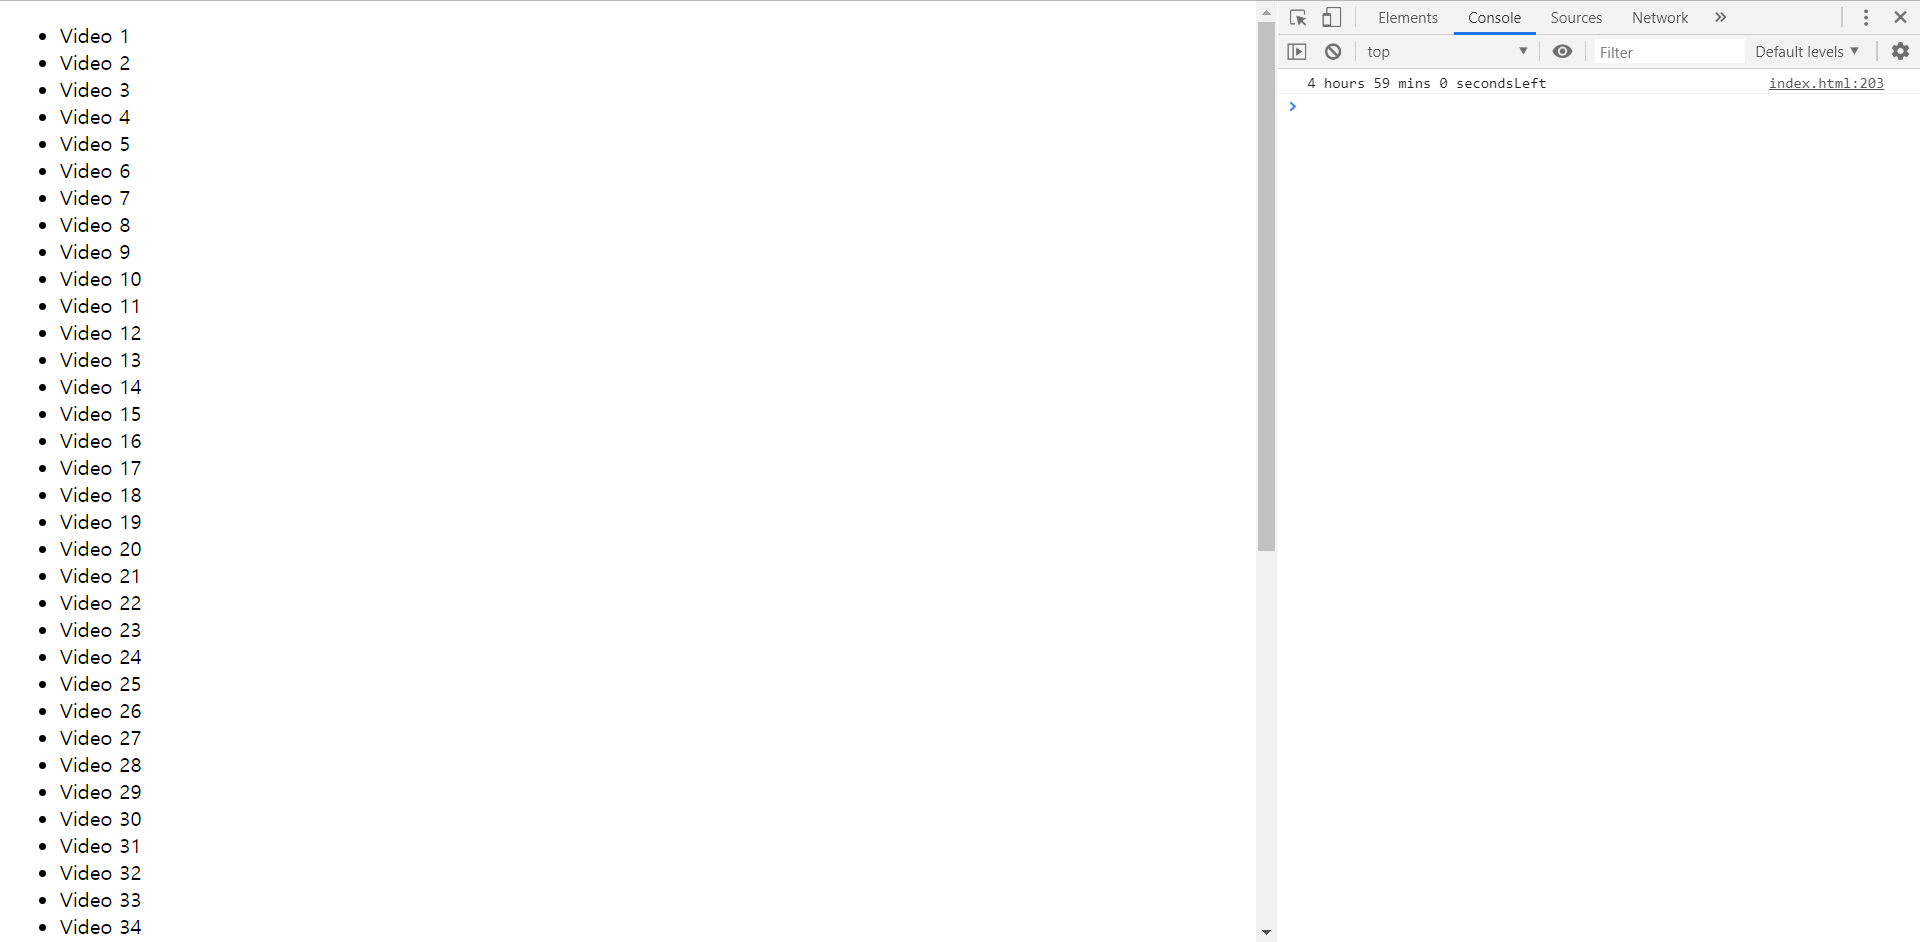 Video 1
Video 2
Video 3
Video 4
Video 5
Video 6
Video 7
Video 8
Video 9
Video 10
Video 11
Video 12
Video 13
Video 14
Video 15
Video 16
Video 17
Video 18
Video 19
Video 20
Video 21
Video 22
Video 23
Video 24
Video 25
Video 26
Video 27
Video 28
Video 29
Video 30
Video 31
Video 32
Video 33
Video 34
Elements Console Sources Network
top Filter Default levels
4 hours 59 mins 0 secondsLeft index.html:203